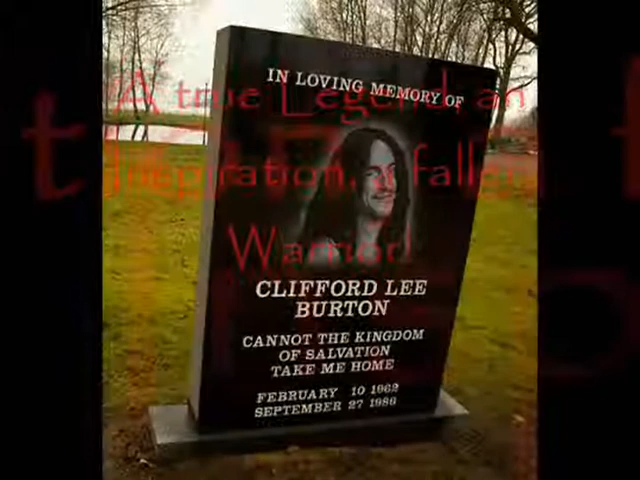 IN LOVING MEMORY OF
A true Legend, an
Inspiration, a fallen
Warrior!
CLIFFORD LEE
BURTON
CANNOT THE KINGDOM
OF SALVATION
TAKE ME HOME
FEBRUARY 10 1962
SEPTEMBER 27 1986